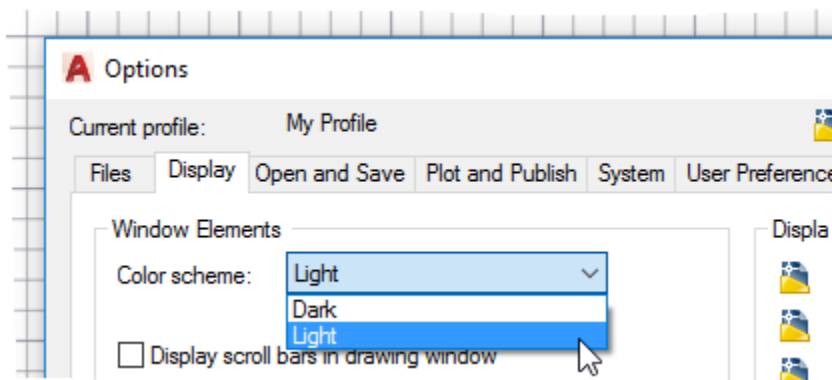 Options
Current profile: My Profile
Files Display Open and Save Plot and Publish System User Preference
Window Elements Displa
Color scheme: Light
Dark
Light
Display scroll bars in drawing window